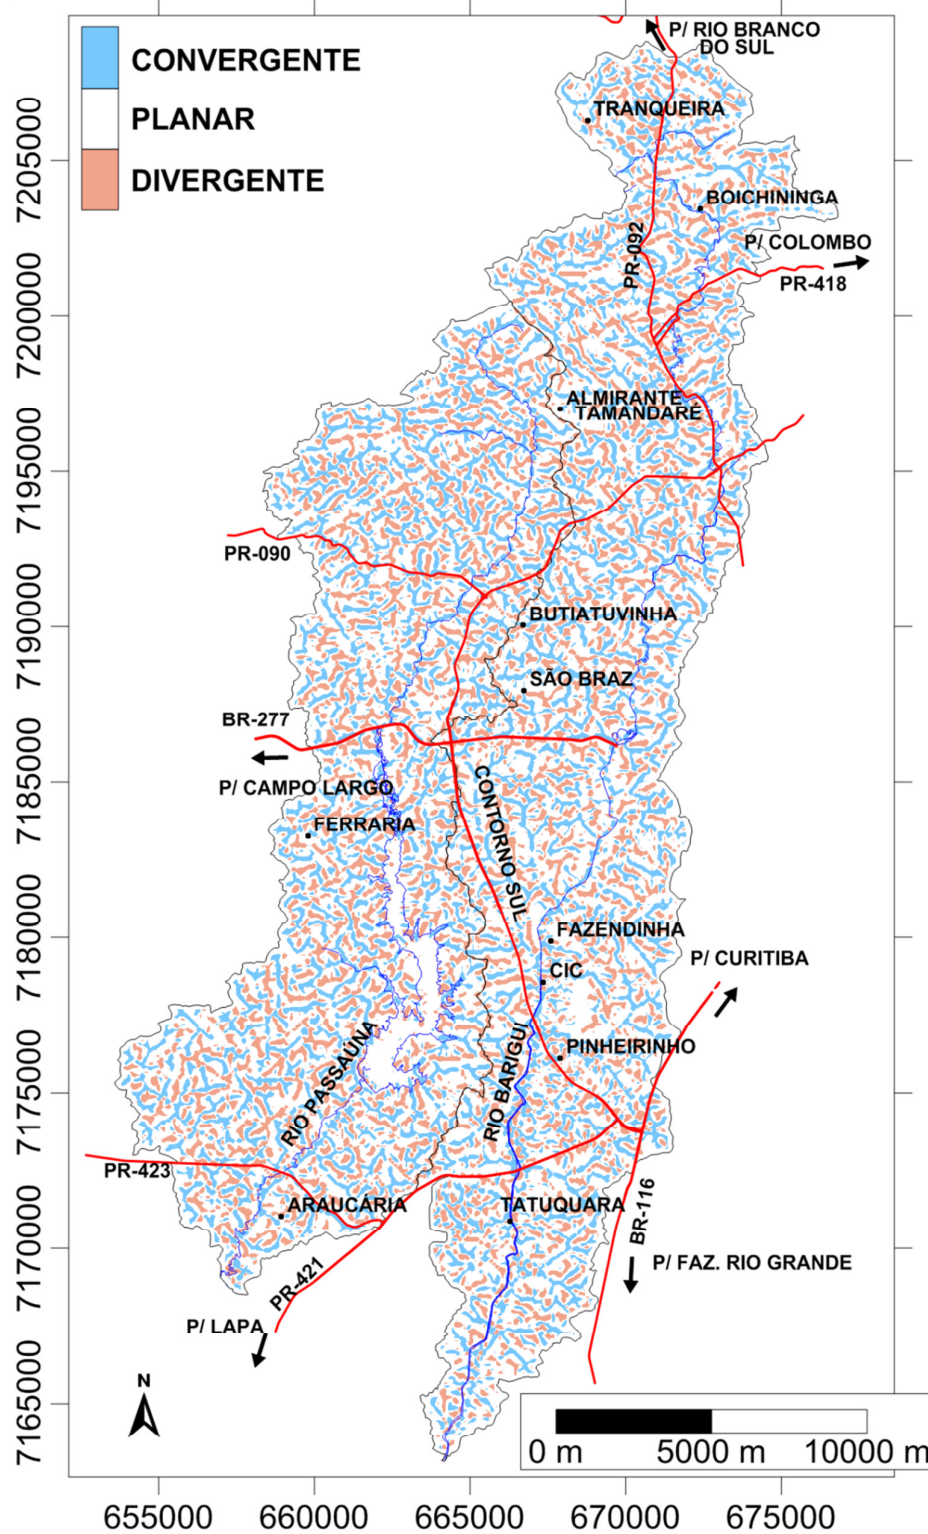 CONVERGENTE
PLANAR
DIVERGENTE
P/ RIO BRANCO
DO SUL
TRANQUEIRA
BOICHININGA
P/ COLOMBO
PR-092
PR-418
ALMIRANTE
TAMANDARÉ
PR-090
BUTIATUVINHA
SÃO BRAZ
BR-277
P/ CAMPO LARGO
FERRARIA
CONTORNO SUL
FAZENDINHA
CIC
P/ CURITIBA
PINHEIRINHO
RIO PASSAÚNA
RIO BARIGUI
PR-423
ARAUCÁRIA
TATUQUARA
BR-116
P/ FAZ. RIO GRANDE
PR-421
P/ LAPA
N
0 m 5000 m 10000 m
7205000
7200000
7195000
7190000
7185000
7180000
7175000
7170000
7165000
655000 660000 665000 670000 675000